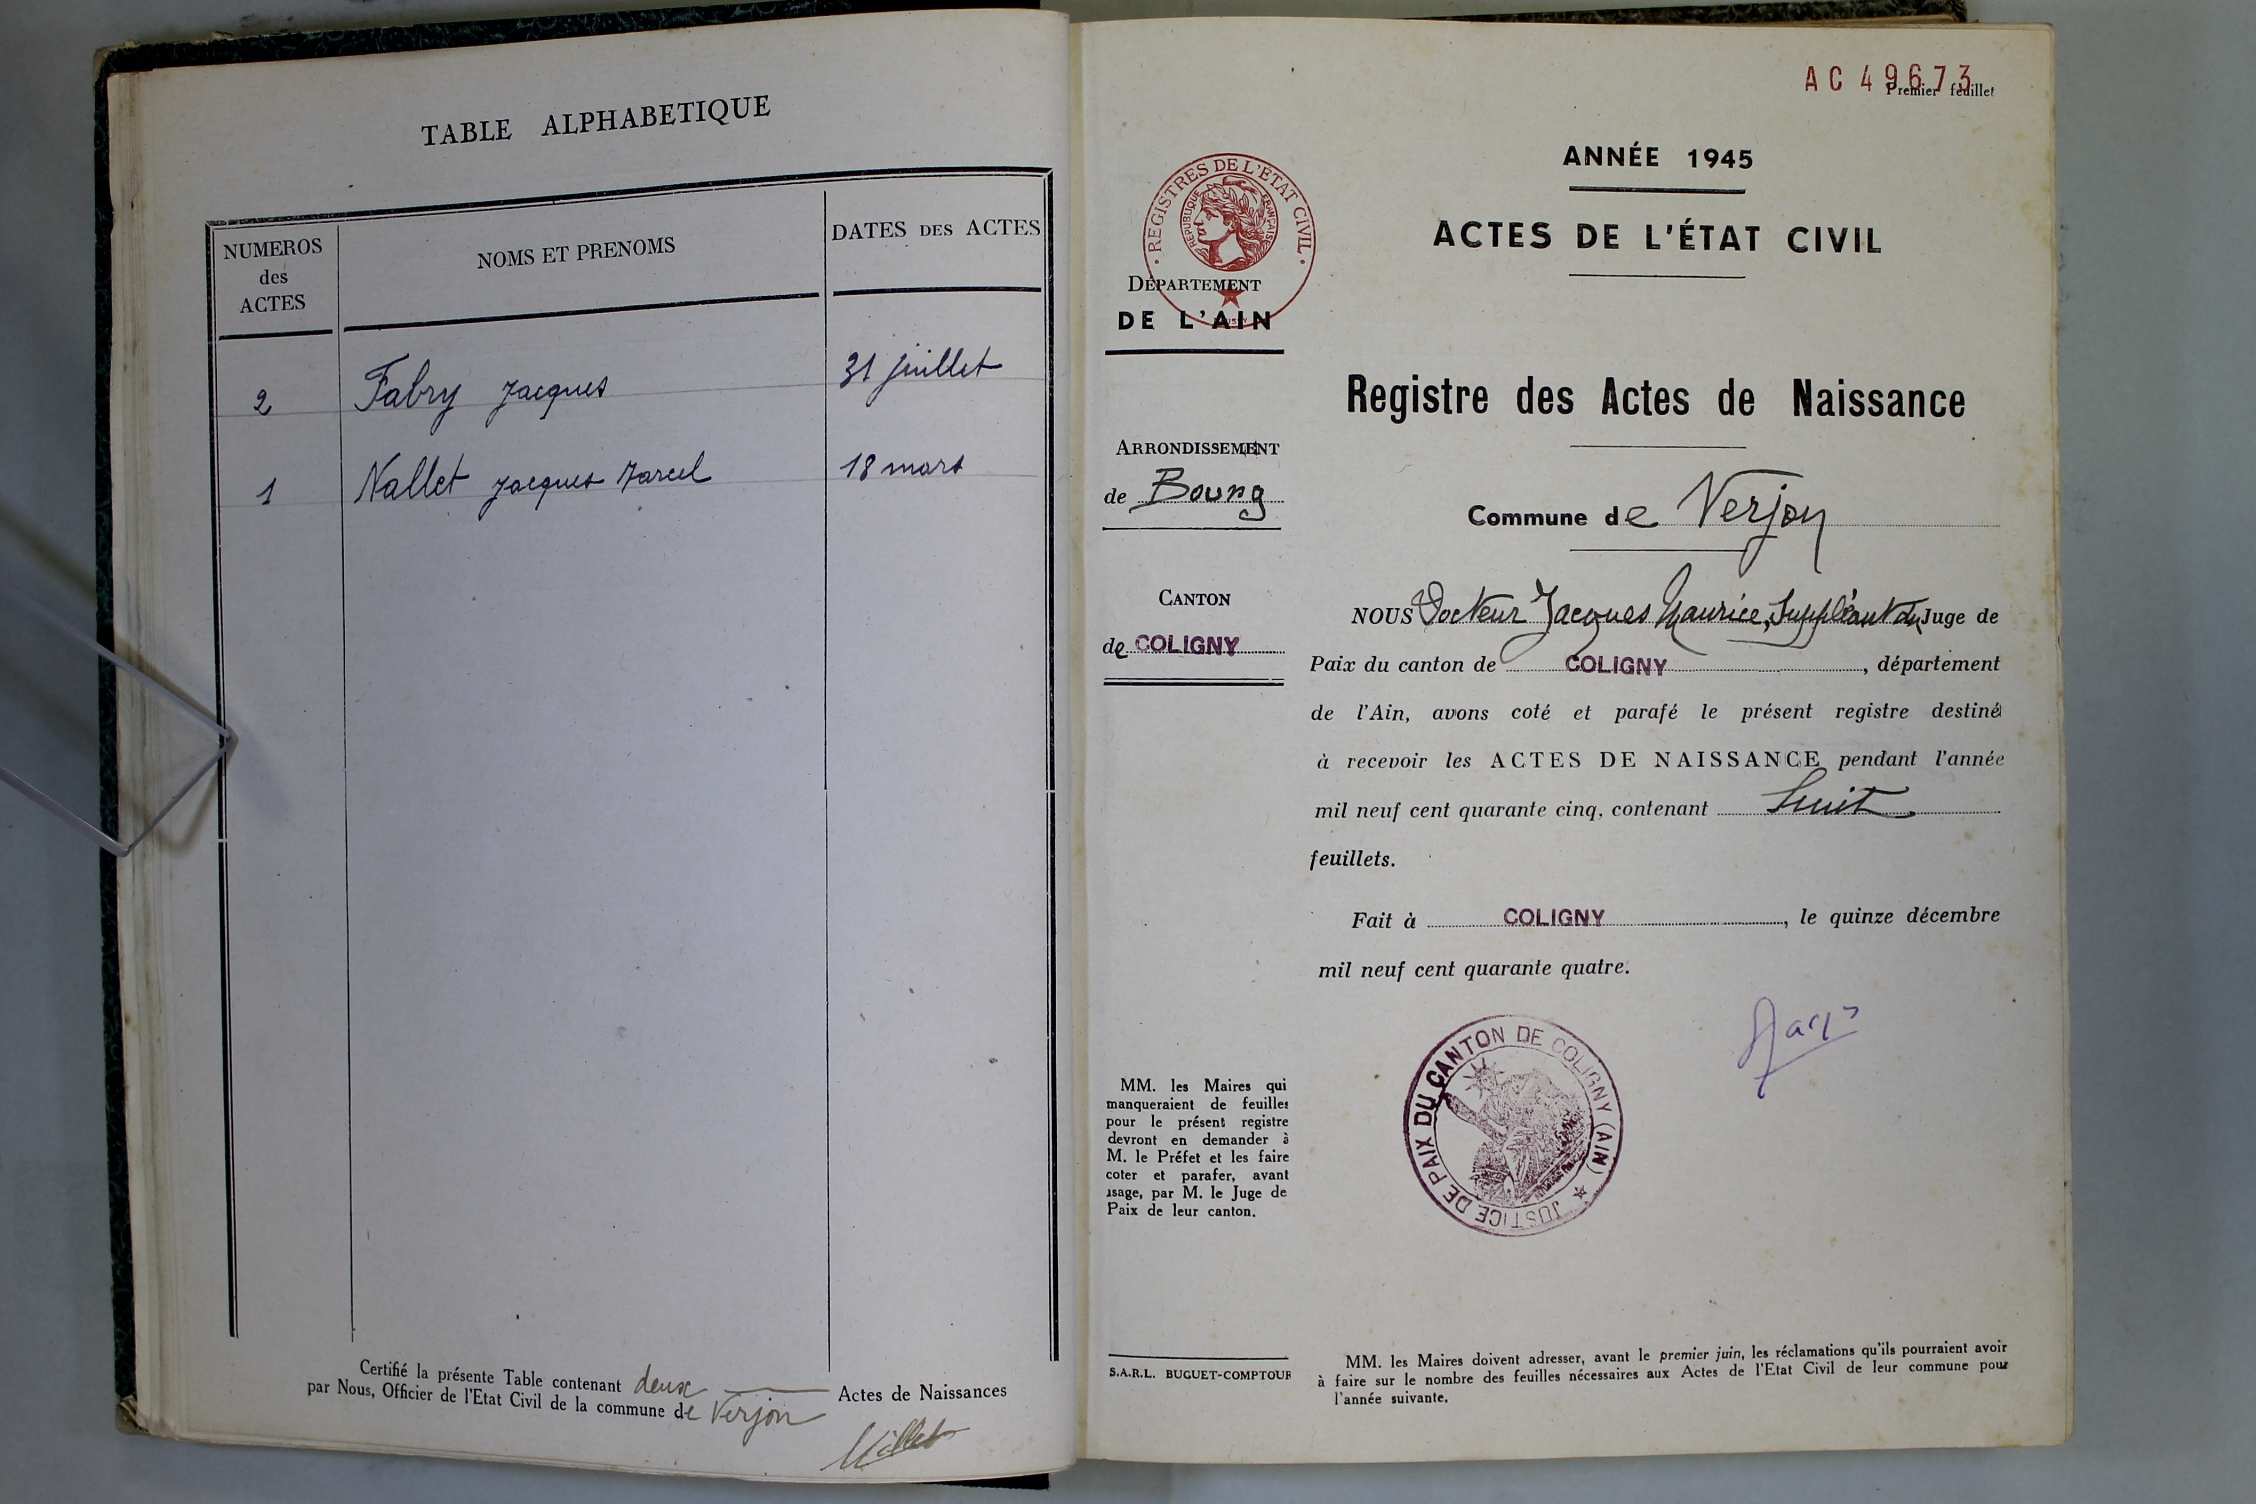 TABLE ALPHABETIQUE
NUMEROS
des
ACTES
NOMS ET PRENOMS
DATES DES ACTES
2 Fabry Jacques 31 juillet
1 Nallet Jacques Marcel 18 mars
Certifié la présente Table contenant deux Actes de Naissances
par Nous, Officier de l'Etat Civil de la commune de Verjon
AC 49673
Premier feuillet
ANNÉE 1945
ACTES DE L'ÉTAT CIVIL
REGISTRES DE L'ETAT CIVIL
REPUBLIQUE FRANÇAISE
DÉPARTEMENT
DE L'AIN
Registre des Actes de Naissance
ARRONDISSEMENT
de Bourg
Commune de Verjon
CANTON
de COLIGNY
NOUS Docteur Jacques Maurice, Suppléant du Juge de
Paix du canton de COLIGNY, département
de l'Ain, avons coté et parafé le présent registre destiné
à recevoir les ACTES DE NAISSANCE pendant l'année
mil neuf cent quarante cinq, contenant huit
feuillets.
Fait à COLIGNY, le quinze décembre
mil neuf cent quarante quatre.
JUSTICE DE PAIX DU CANTON DE COLIGNY (AIN)
MM. les Maires qui
manqueraient de feuilles
pour le présent registre
devront en demander à
M. le Préfet et les faire
coter et parafer, avant
usage, par M. le Juge de
Paix de leur canton.
S.A.R.L. BUGUET-COMPTOUR
MM. les Maires doivent adresser, avant le premier juin, les réclamations qu'ils pourraient avoir
à faire sur le nombre des feuilles nécessaires aux Actes de l'Etat Civil de leur commune pour
l'année suivante.